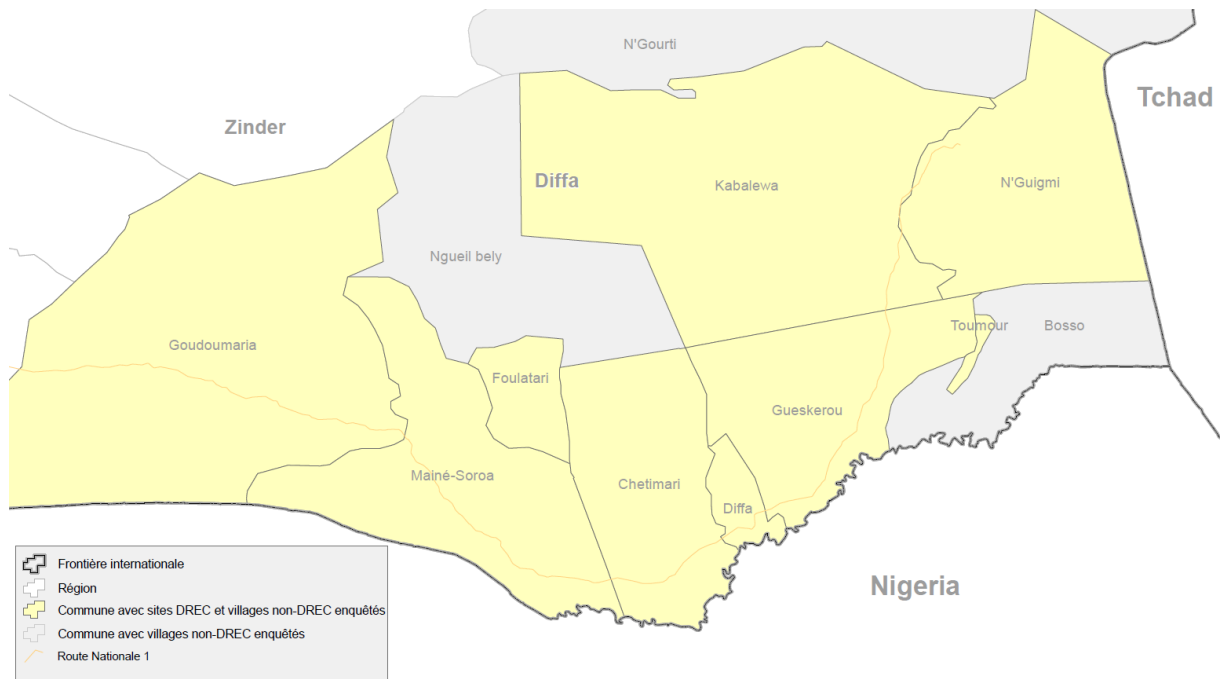 N'Gourti
Tchad
Zinder
Diffa
Kabalewa
N'Guigmi
Ngueil bely
Toumour
Bosso
Goudoumaria
Foulatari
Gueskerou
Mainé-Soroa
Chetimari
Diffa
Nigeria
Frontière internationale
Région
Commune avec sites DREC et villages non-DREC enquêtés
Commune avec villages non-DREC enquêtés
Route Nationale 1